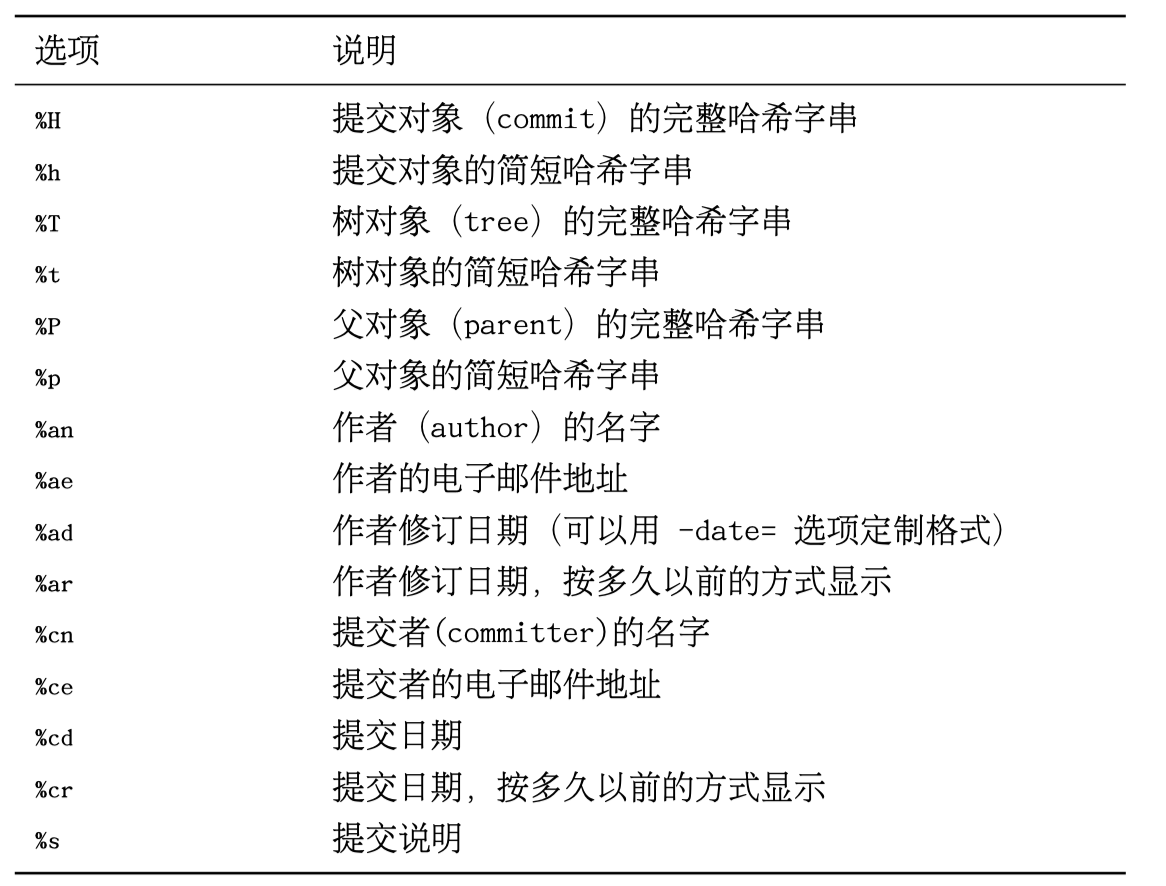 选项 说明
%H 提交对象（commit）的完整哈希字串
%h 提交对象的简短哈希字串
%T 树对象（tree）的完整哈希字串
%t 树对象的简短哈希字串
%P 父对象（parent）的完整哈希字串
%p 父对象的简短哈希字串
%an 作者（author）的名字
%ae 作者的电子邮件地址
%ad 作者修订日期（可以用 -date= 选项定制格式）
%ar 作者修订日期，按多久以前的方式显示
%cn 提交者(committer)的名字
%ce 提交者的电子邮件地址
%cd 提交日期
%cr 提交日期，按多久以前的方式显示
%s 提交说明